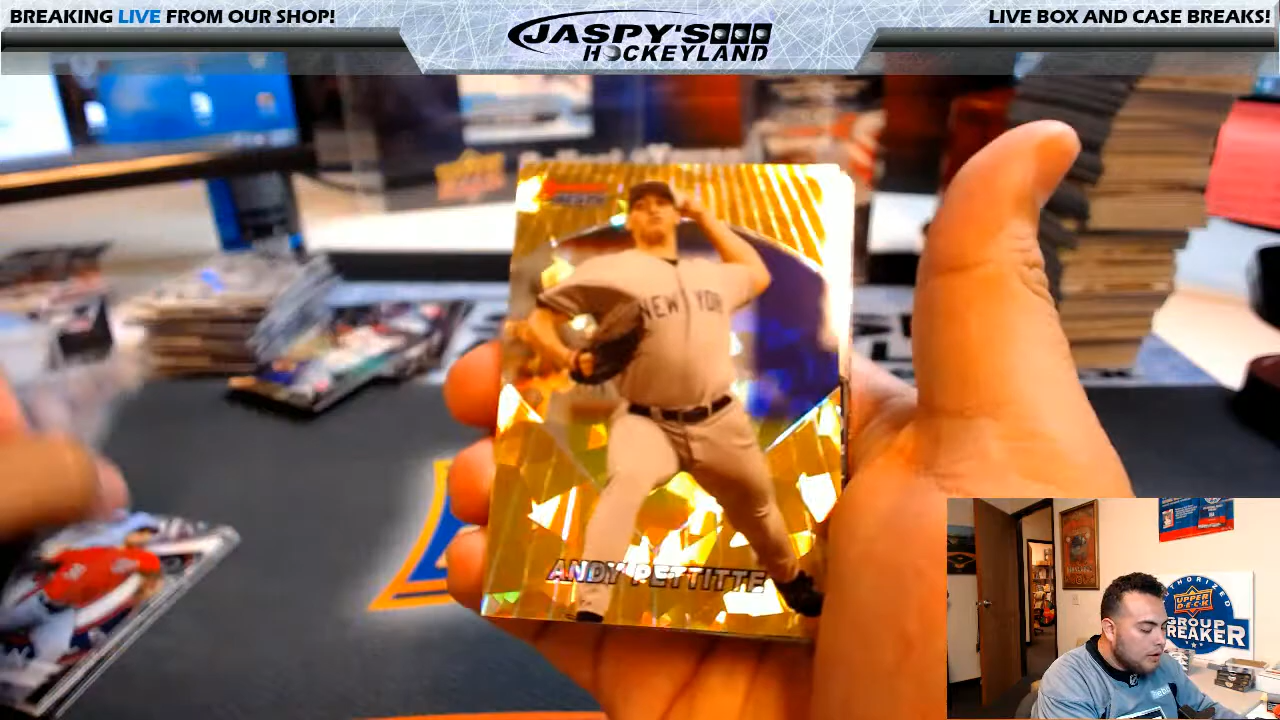 BREAKING LIVE FROM OUR SHOP!
JASPY'S
HOCKEYLAND
LIVE BOX AND CASE BREAKS!
NEW YORK
ANDY PETTITTE
AUTHORIZED
UPPER DECK
GROUP
BREAKER